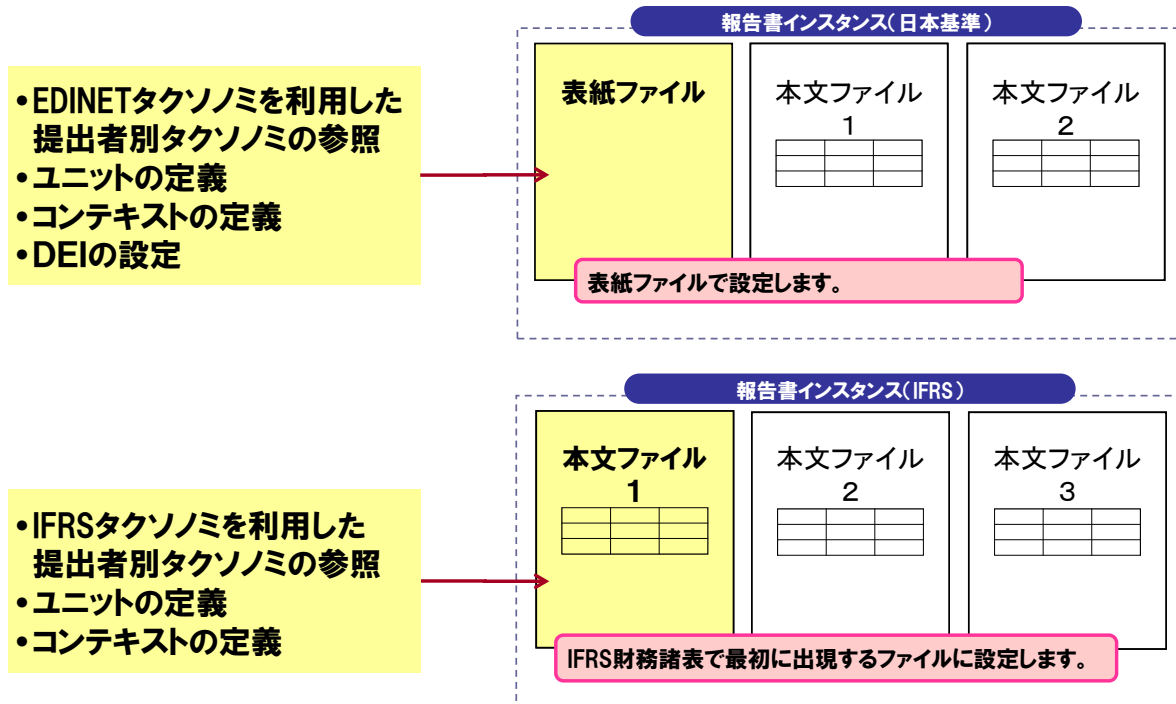 報告書インスタンス（日本基準）
•EDINETタクソノミを利用した
提出者別タクソノミの参照
•ユニットの定義
•コンテキストの定義
•DEIの設定
表紙ファイル
本文ファイル
１
本文ファイル
２
表紙ファイルで設定します。
報告書インスタンス（IFRS）
•IFRSタクソノミを利用した
提出者別タクソノミの参照
•ユニットの定義
•コンテキストの定義
本文ファイル
1
本文ファイル
２
本文ファイル
３
IFRS財務諸表で最初に出現するファイルに設定します。